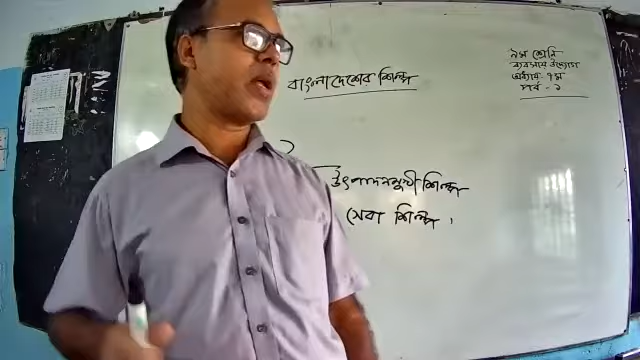 বাংলাদেশের শিল্প
৯ম শ্রেনি
ব্যবসায় উদ্যোগ
অধ্যায় ৭ম
পর্ব - ১
উৎপাদনমুখী শিল্প
সেবা শিল্প ,